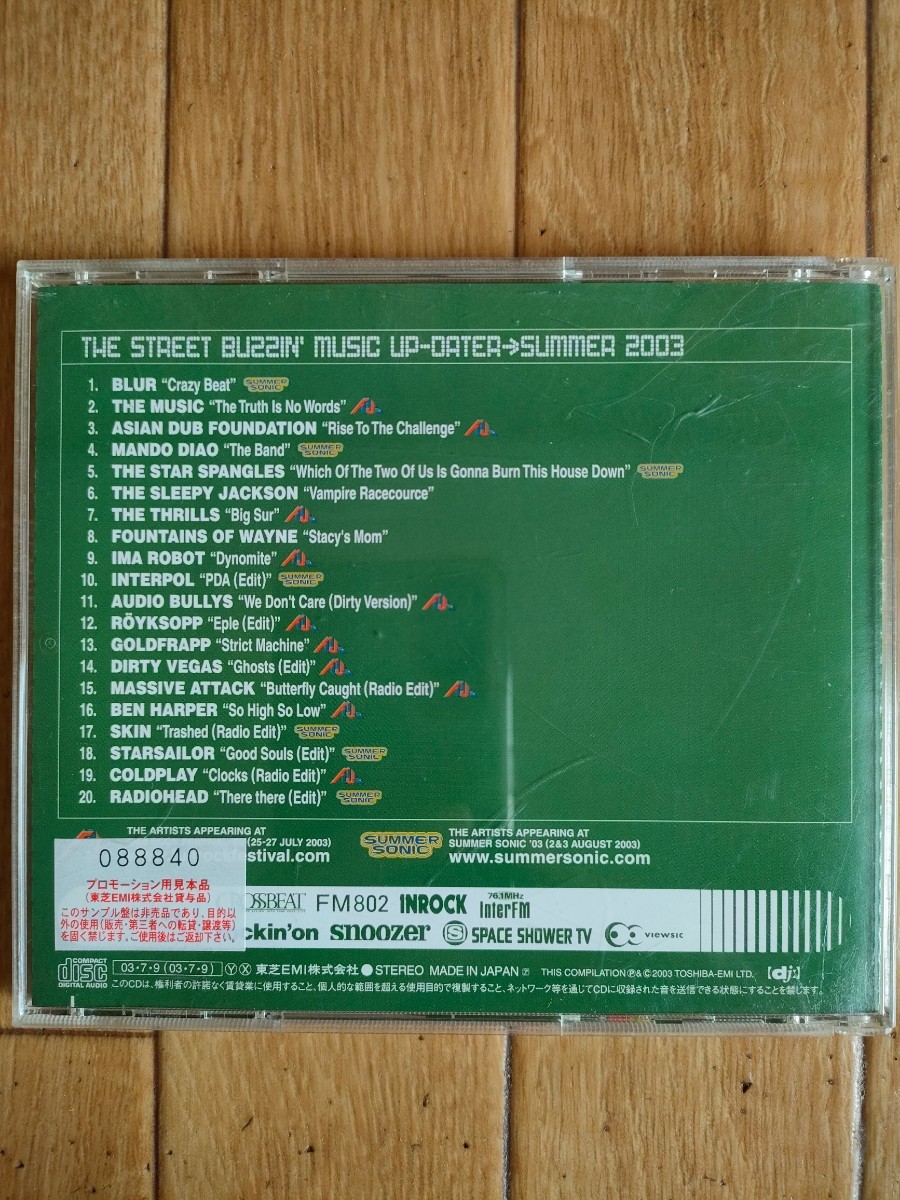 THE STREET BUZZIN' MUSIC UP-DATER→SUMMER 2003
1. BLUR “Crazy Beat” SUMMER SONIC
2. THE MUSIC “The Truth Is No Words”
3. ASIAN DUB FOUNDATION “Rise To The Challenge”
4. MANDO DIAO “The Band” SUMMER SONIC
5. THE STAR SPANGLES “Which Of The Two Of Us Is Gonna Burn This House Down” SUMMER SONIC
6. THE SLEEPY JACKSON “Vampire Racecource”
7. THE THRILLS “Big Sur”
8. FOUNTAINS OF WAYNE “Stacy's Mom”
9. IMA ROBOT “Dynomite”
10. INTERPOL “PDA (Edit)” SUMMER SONIC
11. AUDIO BULLYS “We Don't Care (Dirty Version)”
12. RÖYKSOPP “Eple (Edit)”
13. GOLDFRAPP “Strict Machine”
14. DIRTY VEGAS “Ghosts (Edit)”
15. MASSIVE ATTACK “Butterfly Caught (Radio Edit)”
16. BEN HARPER “So High So Low”
17. SKIN “Trashed (Radio Edit)” SUMMER SONIC
18. STARSAILOR “Good Souls (Edit)” SUMMER SONIC
19. COLDPLAY “Clocks (Radio Edit)”
20. RADIOHEAD “There there (Edit)” SUMMER SONIC
THE ARTISTS APPEARING AT
(25-27 JULY 2003)
ckfestival.com
SUMMER SONIC
THE ARTISTS APPEARING AT
SUMMER SONIC '03 (2&3 AUGUST 2003)
www.summersonic.com
088840
プロモーション用見本品
(東芝EMI株式会社貸与品)
このサンプル盤は非売品であり、目的以
外の使用(販売・第三者への転貸・譲渡等)
を固く禁じます。ご使用後はご返却下さい。
OSSBEAT FM802 INROCK 76.1MHz InterFM
ckin'on snoozer S SPACE SHOWER TV VIEWSIC
COMPACT disc DIGITAL AUDIO
03・7・9 (03・7・9) Y X 東芝EMI株式会社 ● STEREO MADE IN JAPAN Ⓟ THIS COMPILATION Ⓟ&© 2003 TOSHIBA-EMI LTD. 【dj】
このCDは、権利者の許諾なく賃貸業に使用すること、個人的な範囲を超える使用目的で複製すること、ネットワーク等を通じてCDに収録された音を送信できる状態にすることを禁じます。